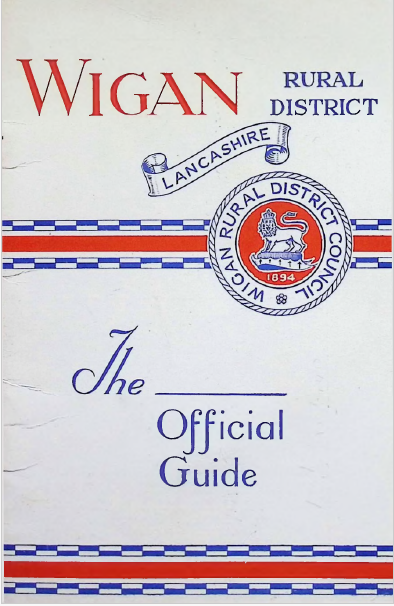 WIGAN
RURAL
DISTRICT
LANCASHIRE
WIGAN RURAL DISTRICT COUNCIL
1894
The
Official
Guide